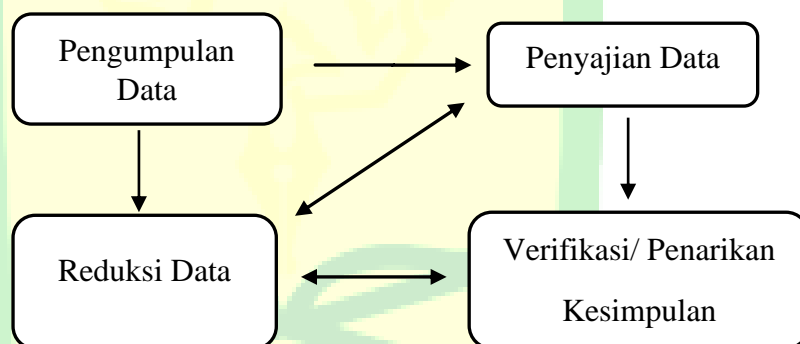 Pengumpulan
Data
Penyajian Data
Reduksi Data
Verifikasi/ Penarikan
Kesimpulan